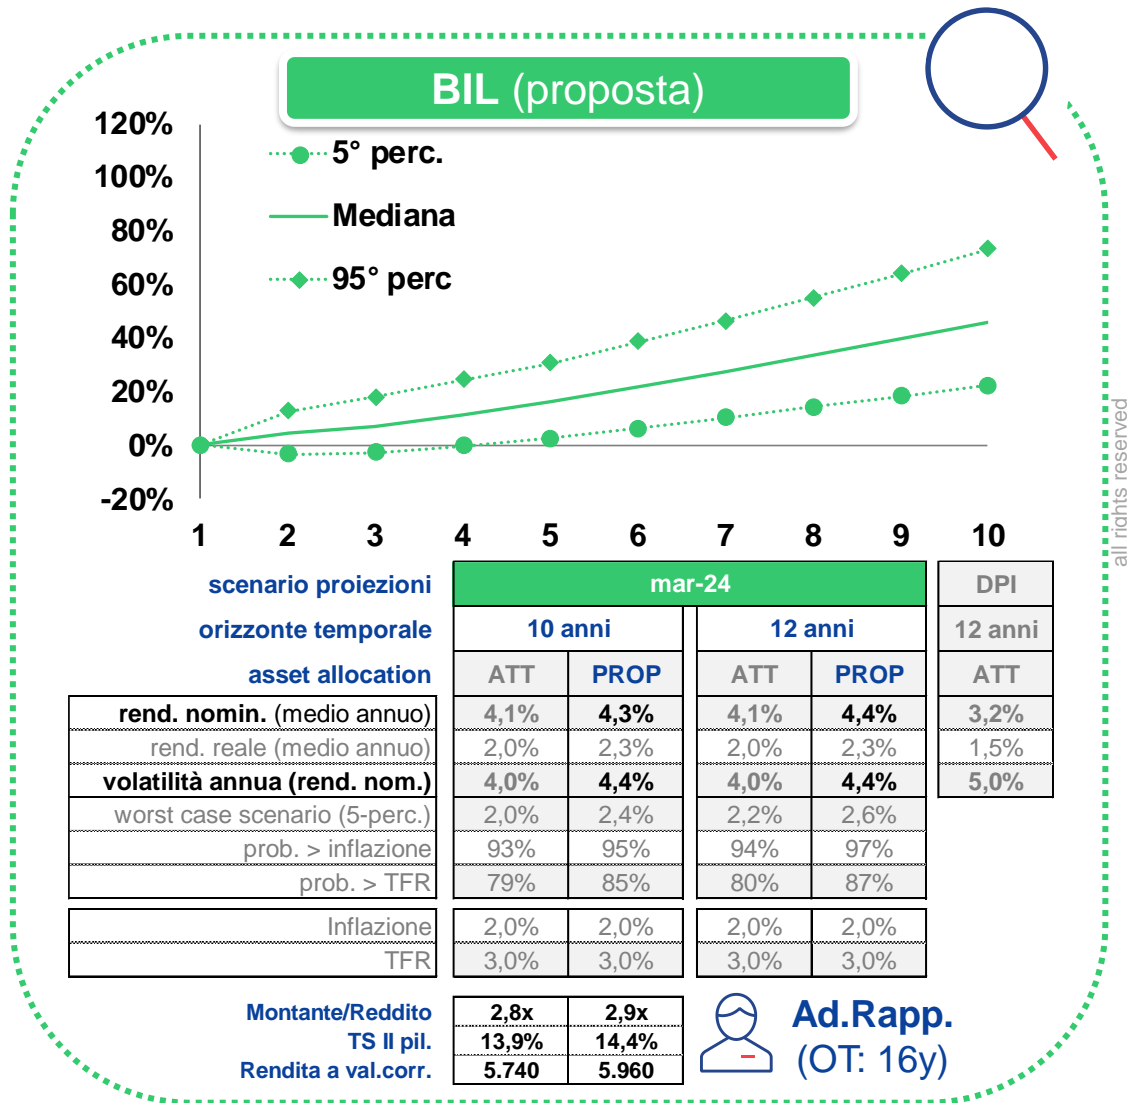 BIL (proposta)
120%
100%
80%
60%
40%
20%
0%
-20%
5° perc.
Mediana
95° perc
1 2 3 4 5 6 7 8 9 10
scenario proiezioni mar-24 DPI
orizzonte temporale 10 anni 12 anni 12 anni
asset allocation ATT PROP ATT PROP ATT
rend. nomin. (medio annuo) 4,1% 4,3% 4,1% 4,4% 3,2%
rend. reale (medio annuo) 2,0% 2,3% 2,0% 2,3% 1,5%
volatilità annua (rend. nom.) 4,0% 4,4% 4,0% 4,4% 5,0%
worst case scenario (5-perc.) 2,0% 2,4% 2,2% 2,6%
prob. > inflazione 93% 95% 94% 97%
prob. > TFR 79% 85% 80% 87%
Inflazione 2,0% 2,0% 2,0% 2,0%
TFR 3,0% 3,0% 3,0% 3,0%
Montante/Reddito 2,8x 2,9x
TS II pil. 13,9% 14,4%
Rendita a val.corr. 5.740 5.960
Ad.Rapp.
(OT: 16y)
all rights reserved